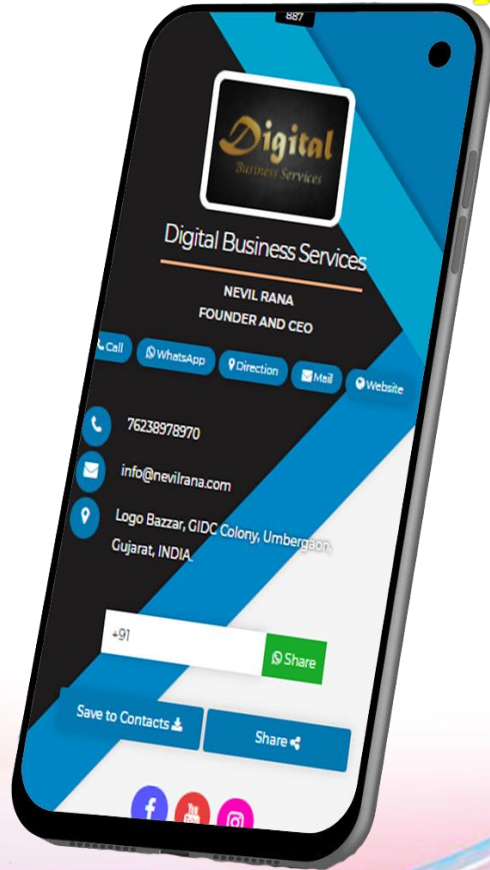 887
Digital
Business Services
Digital Business Services
NEVIL RANA
FOUNDER AND CEO
Call WhatsApp Direction Mail Website
76238978970
info@nevilrana.com
Logo Bazzar, GIDC Colony, Umbergaon,
Gujarat, INDIA.
+91 Share
Save to Contacts Share
You